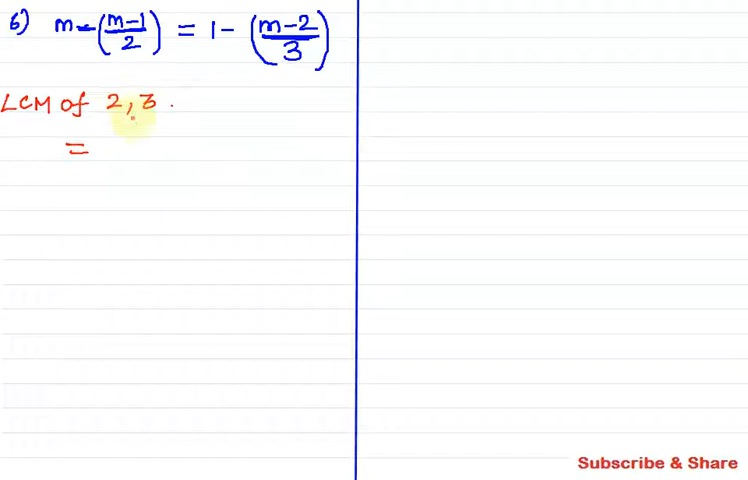 6) m-(m-1/2) = 1-(m-2/3)
LCM of 2,3.
=
Subscribe & Share